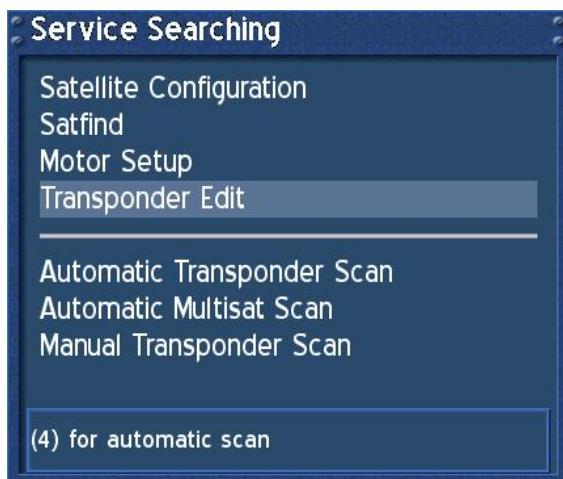 Service Searching
Satellite Configuration
Satfind
Motor Setup
Transponder Edit
Automatic Transponder Scan
Automatic Multisat Scan
Manual Transponder Scan
(4) for automatic scan